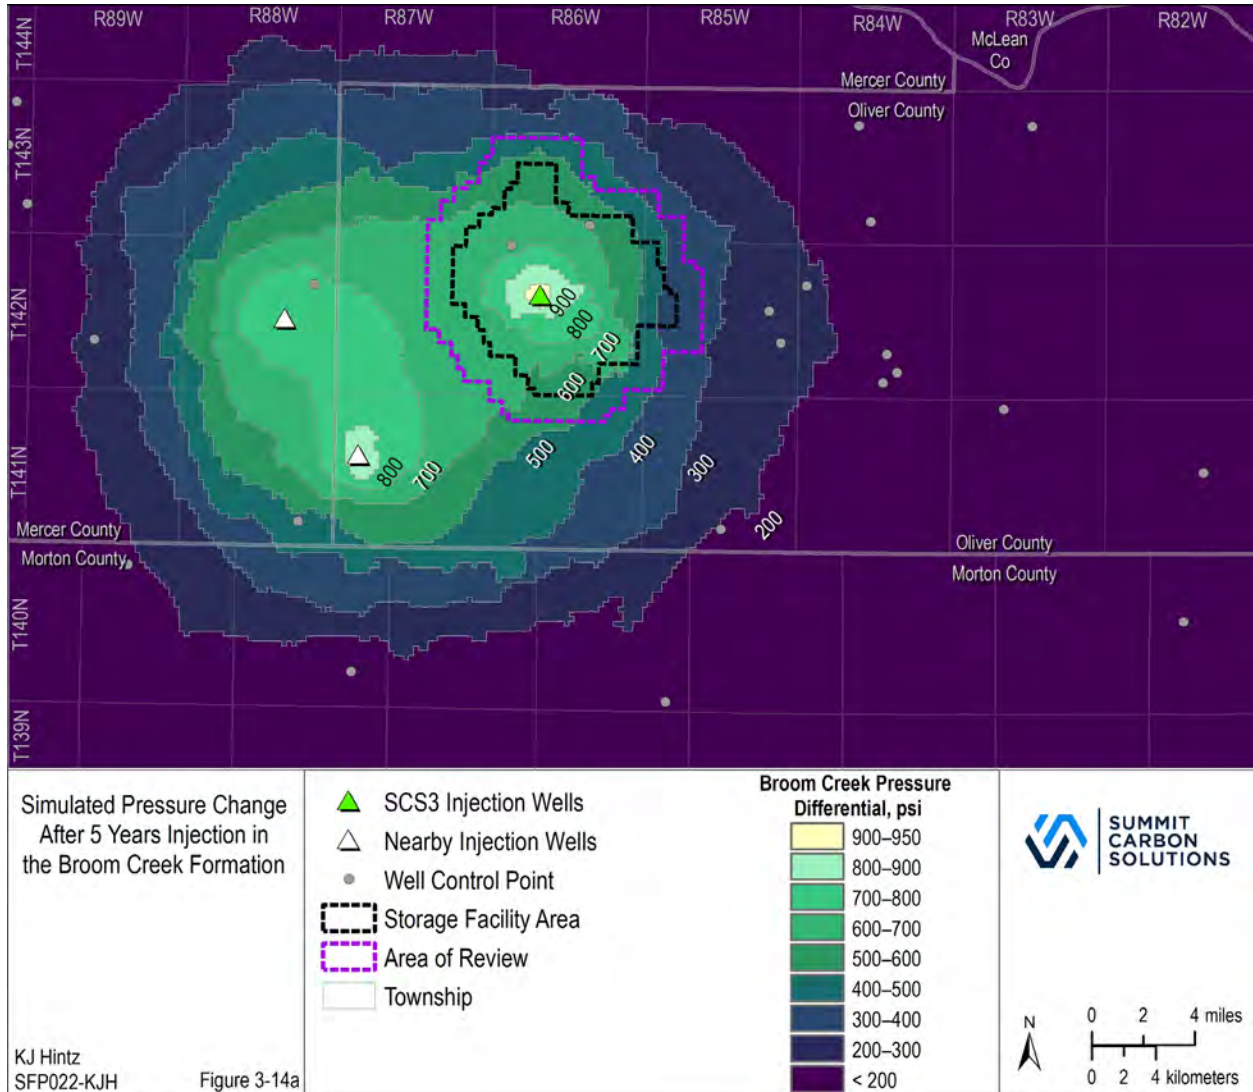 R89W
R88W
R87W
R86W
R85W
R84W
R83W
R82W
T144N
T143N
T142N
T141N
T140N
T139N
McLean
Co
Mercer County
Oliver County
900
800
700
600
500
400
300
200
800
700
Mercer County
Morton County
Oliver County
Morton County
Simulated Pressure Change
After 5 Years Injection in
the Broom Creek Formation
KJ Hintz
SFP022-KJH
Figure 3-14a
SCS3 Injection Wells
Nearby Injection Wells
Well Control Point
Storage Facility Area
Area of Review
Township
Broom Creek Pressure
Differential, psi
900–950
800–900
700–800
600–700
500–600
400–500
300–400
200–300
< 200
SUMMIT
CARBON
SOLUTIONS
N
0 2 4 miles
0 2 4 kilometers